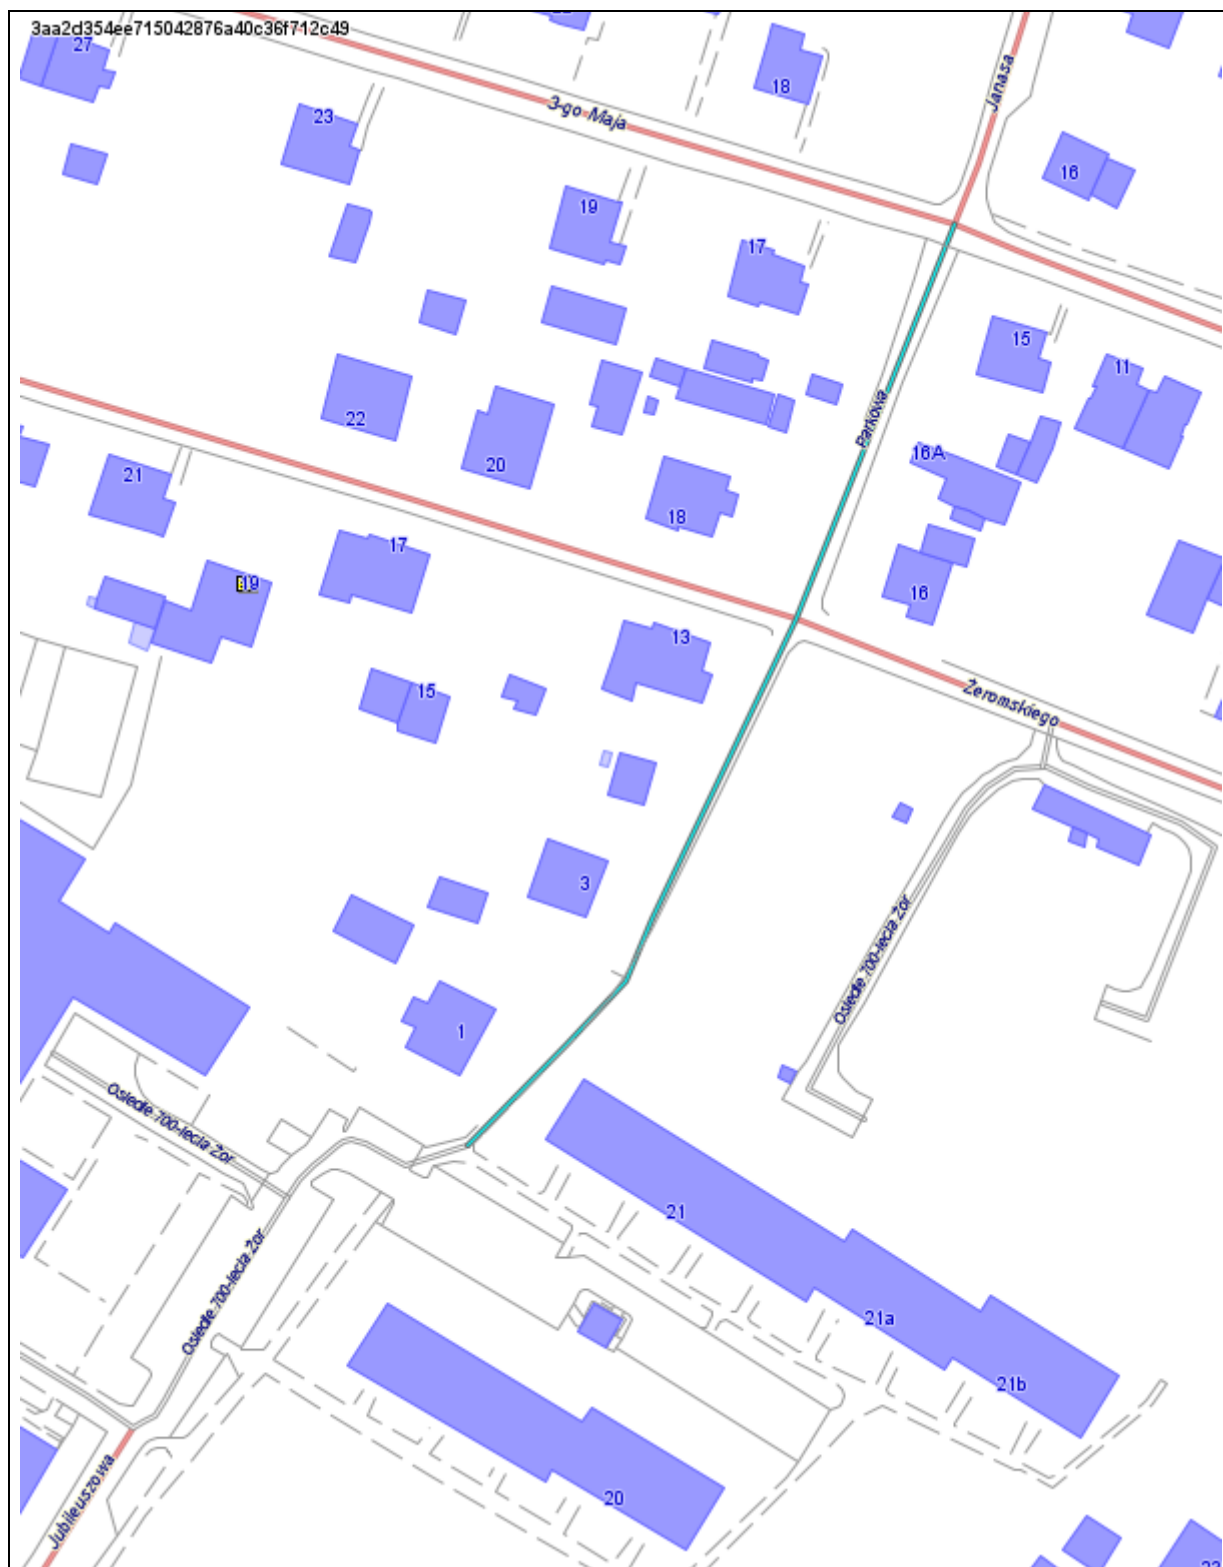 3aa2d354ee715042876a40c36f712c49
27
23
3-go Maja
18
Janasa
16
19
17
15
11
22
20
18
Parkowa
16A
21
17
19
16
13
15
Żeromskiego
3
Osiedle 700-lecia Żor
1
Osiedle 700-lecia Żor
21
Osiedle 700-lecia Żor
21a
21b
Jubileuszowa
20